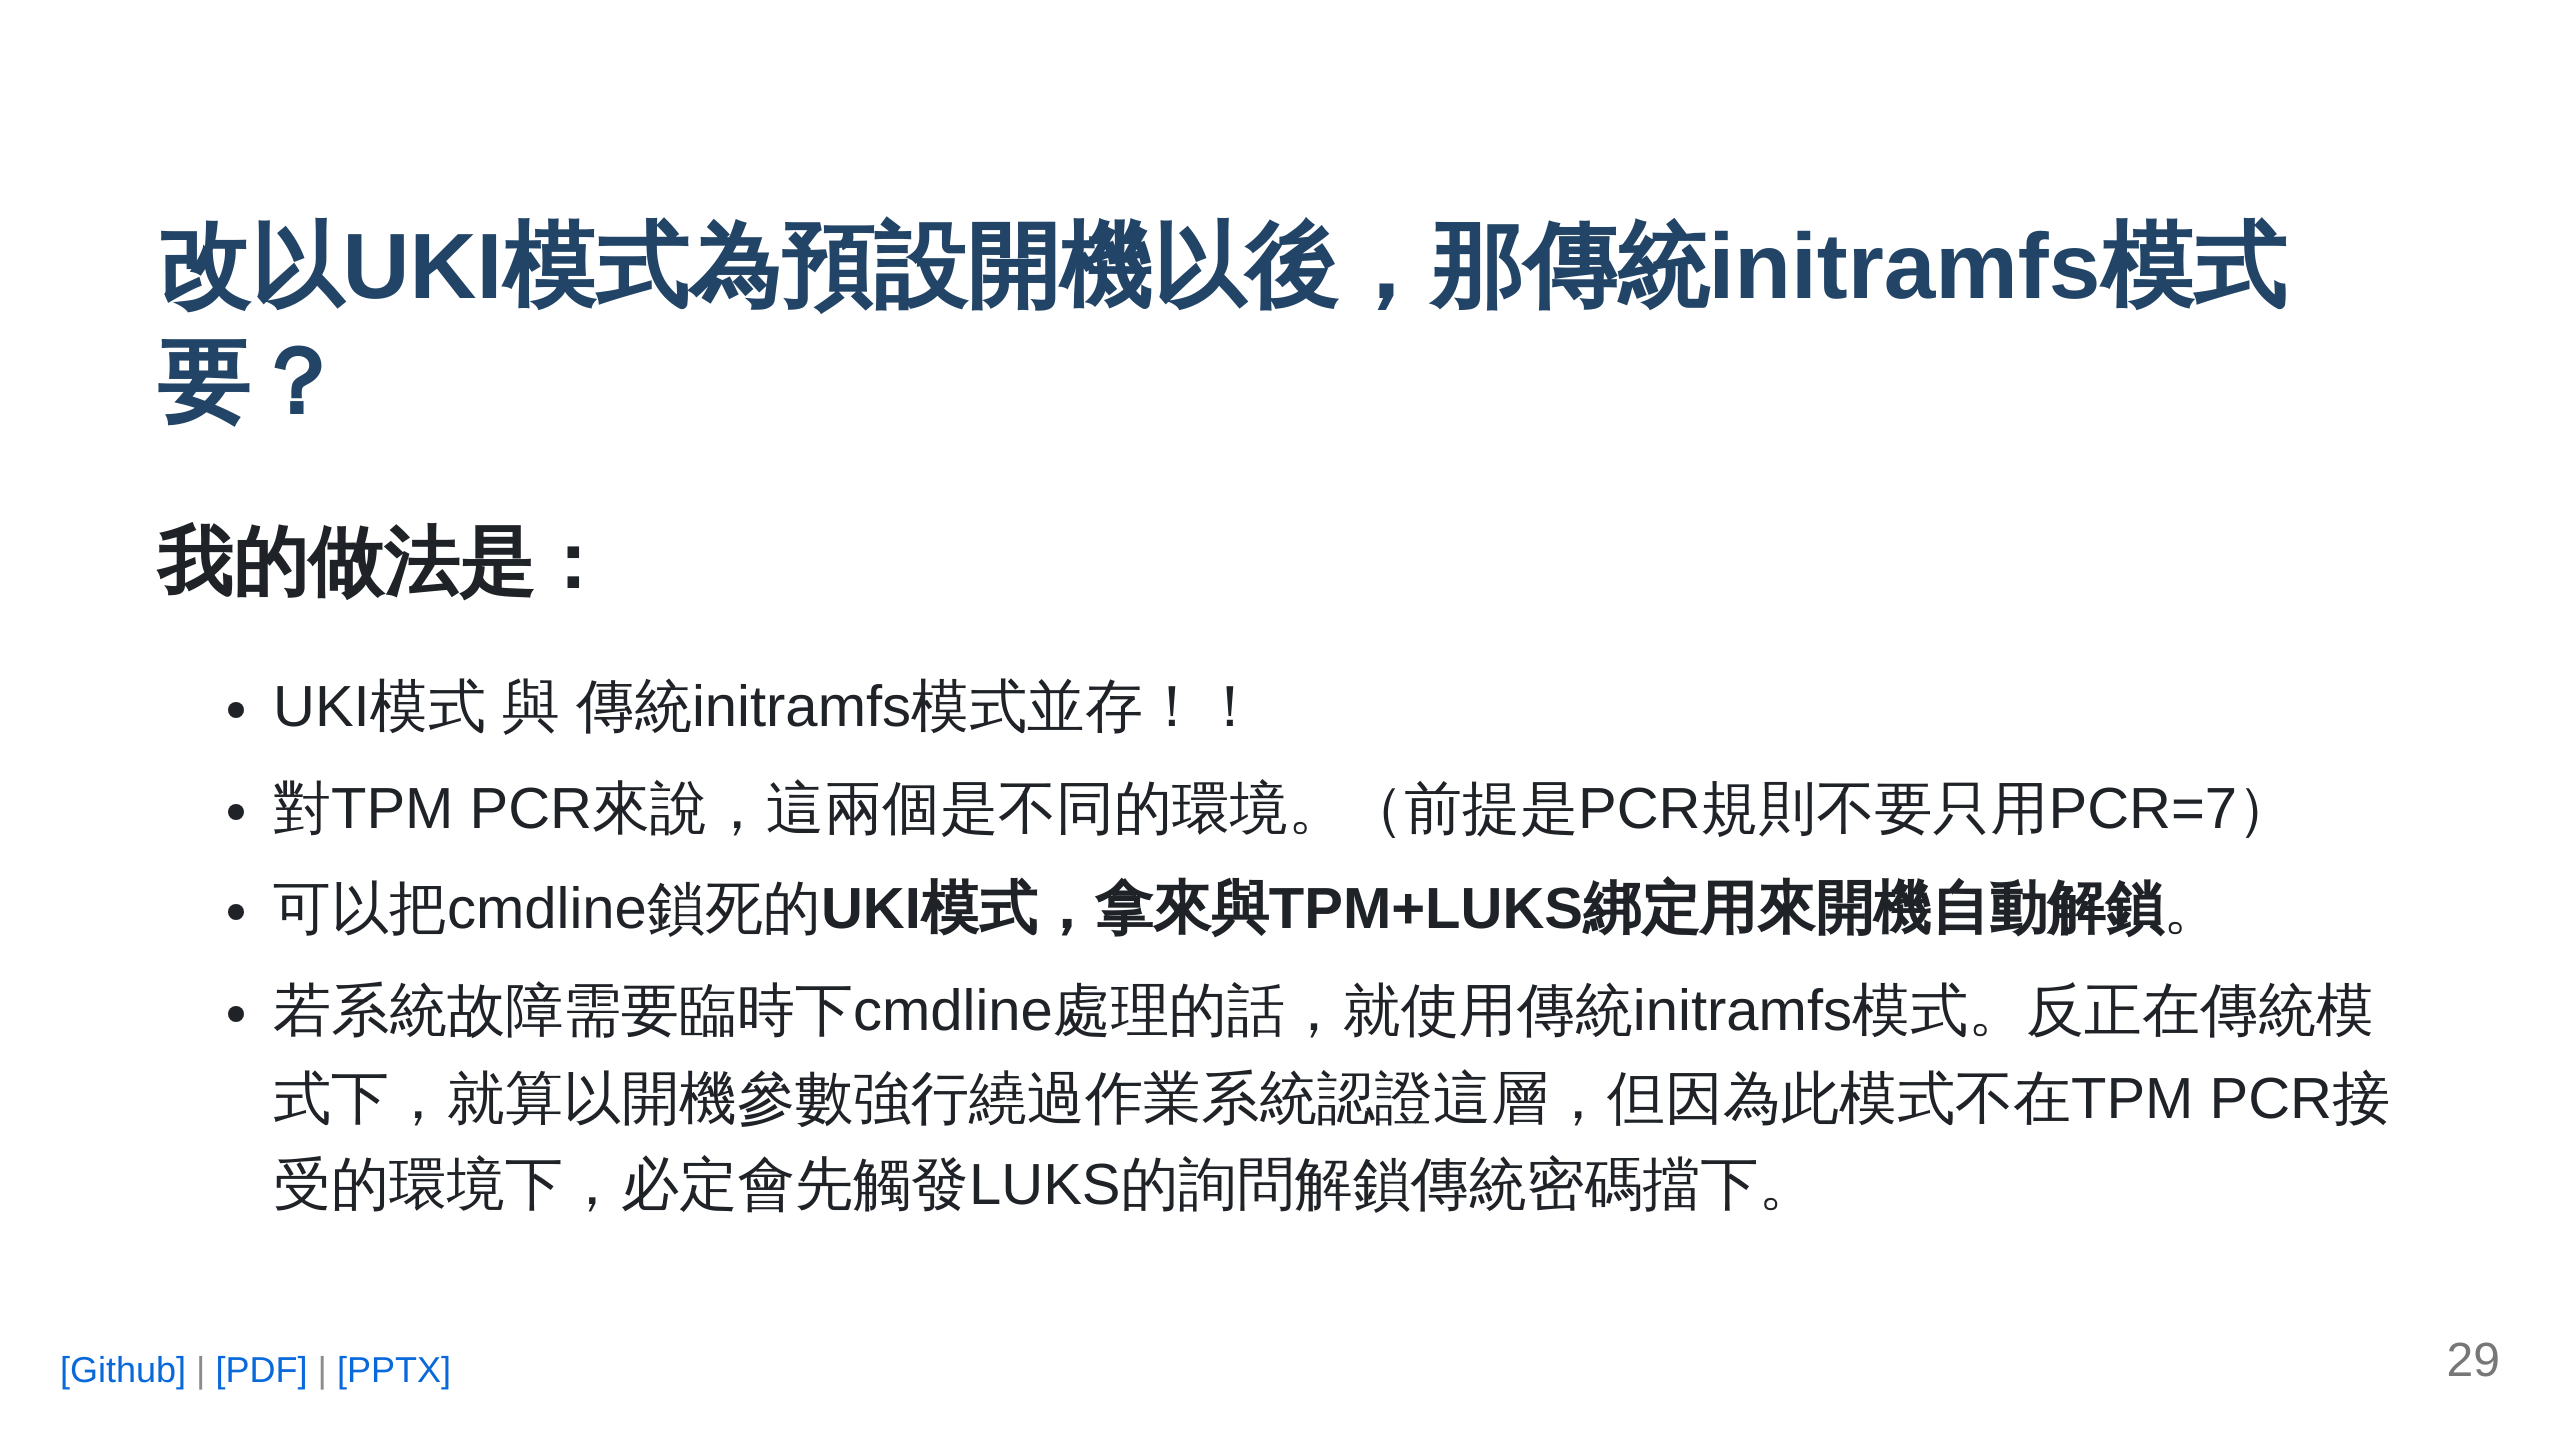 改以UKI模式為預設開機以後，那傳統initramfs模式
要？
我的做法是：
• UKI模式 與 傳統initramfs模式並存！！
• 對TPM PCR來說，這兩個是不同的環境。（前提是PCR規則不要只用PCR=7）
• 可以把cmdline鎖死的UKI模式，拿來與TPM+LUKS綁定用來開機自動解鎖。
• 若系統故障需要臨時下cmdline處理的話，就使用傳統initramfs模式。反正在傳統模
式下，就算以開機參數強行繞過作業系統認證這層，但因為此模式不在TPM PCR接
受的環境下，必定會先觸發LUKS的詢問解鎖傳統密碼擋下。
[Github] | [PDF] | [PPTX]
29